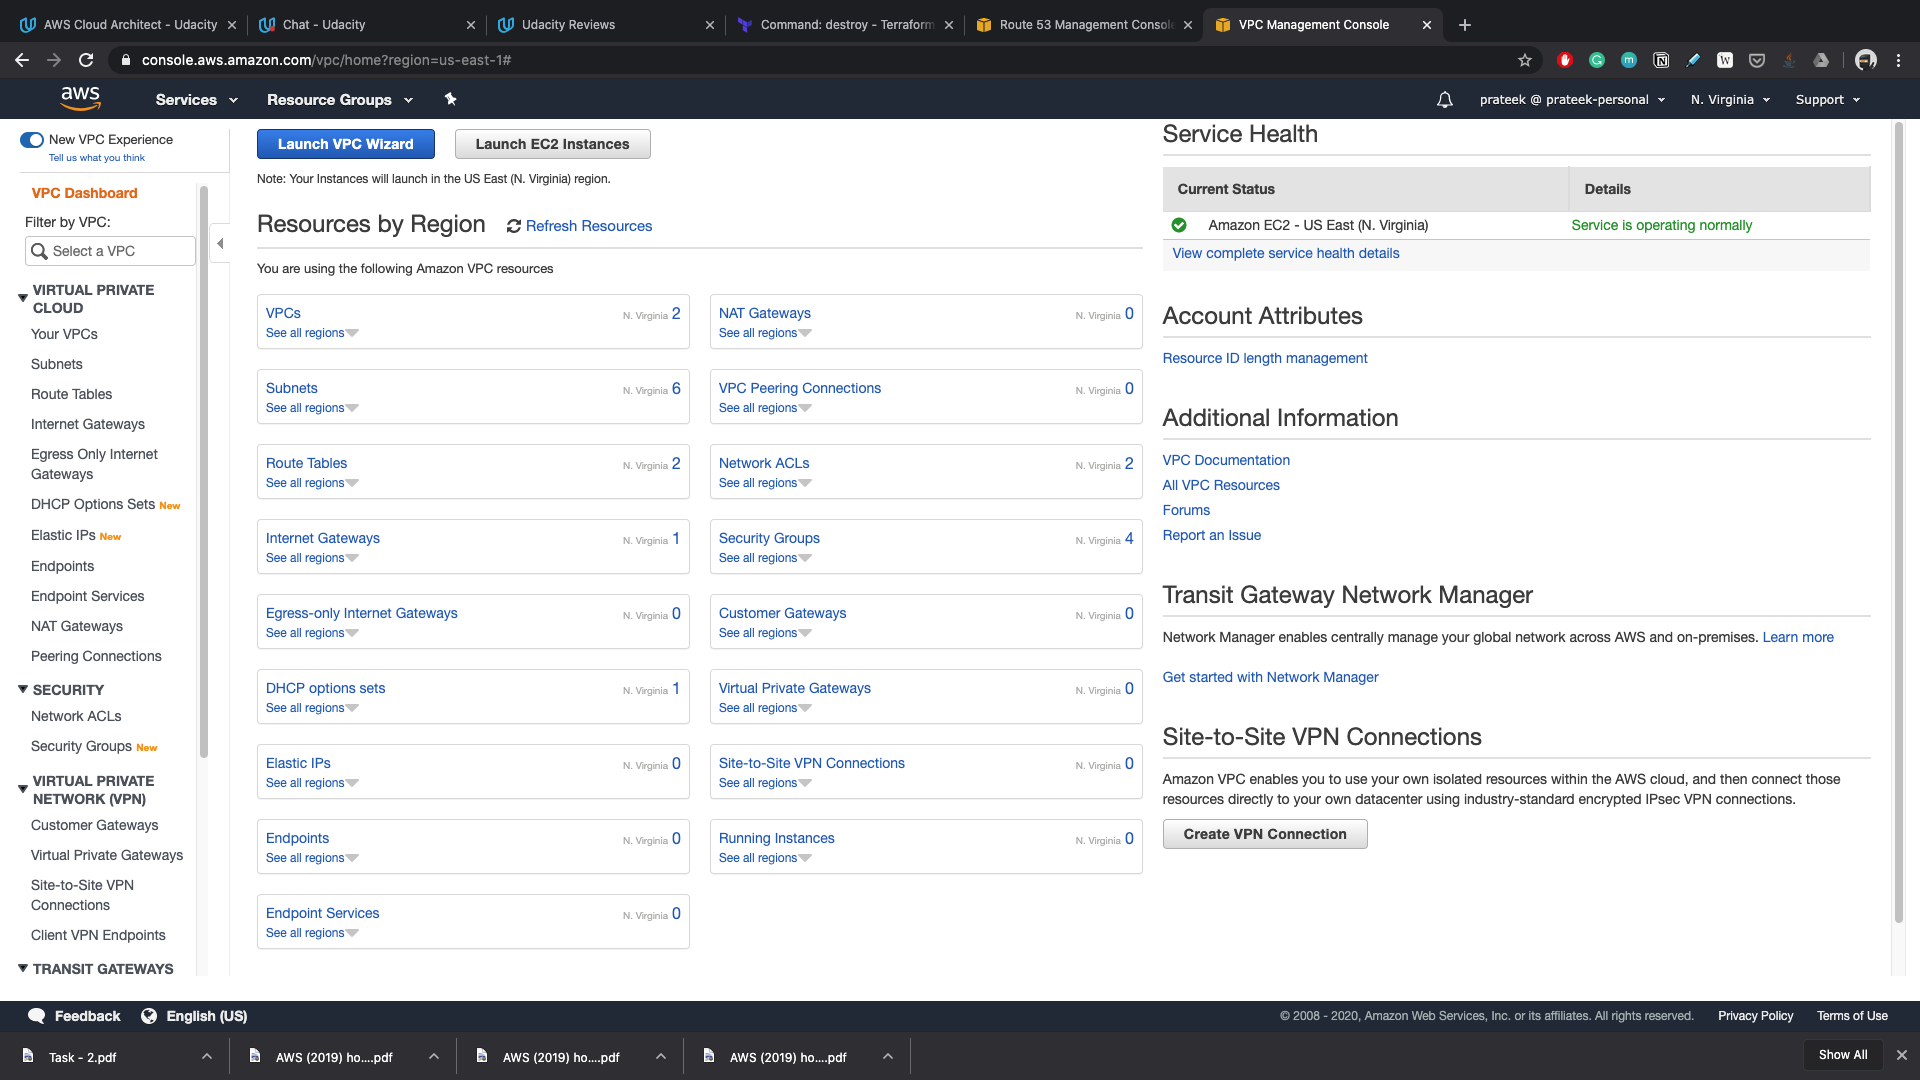 AWS Cloud Architect - Udacity
Chat - Udacity
Udacity Reviews
Command: destroy - Terraform
Route 53 Management Console
VPC Management Console
console.aws.amazon.com/vpc/home?region=us-east-1#
aws
Services
Resource Groups
prateek @ prateek-personal
N. Virginia
Support
New VPC Experience
Tell us what you think
VPC Dashboard
Filter by VPC:
Select a VPC
VIRTUAL PRIVATE
CLOUD
Your VPCs
Subnets
Route Tables
Internet Gateways
Egress Only Internet
Gateways
DHCP Options Sets New
Elastic IPs New
Endpoints
Endpoint Services
NAT Gateways
Peering Connections
SECURITY
Network ACLs
Security Groups New
VIRTUAL PRIVATE
NETWORK (VPN)
Customer Gateways
Virtual Private Gateways
Site-to-Site VPN
Connections
Client VPN Endpoints
TRANSIT GATEWAYS
Launch VPC Wizard
Launch EC2 Instances
Note: Your Instances will launch in the US East (N. Virginia) region.
Resources by Region
Refresh Resources
You are using the following Amazon VPC resources
VPCs N. Virginia 2
See all regions
NAT Gateways N. Virginia 0
See all regions
Subnets N. Virginia 6
See all regions
VPC Peering Connections N. Virginia 0
See all regions
Route Tables N. Virginia 2
See all regions
Network ACLs N. Virginia 2
See all regions
Internet Gateways N. Virginia 1
See all regions
Security Groups N. Virginia 4
See all regions
Egress-only Internet Gateways N. Virginia 0
See all regions
Customer Gateways N. Virginia 0
See all regions
DHCP options sets N. Virginia 1
See all regions
Virtual Private Gateways N. Virginia 0
See all regions
Elastic IPs N. Virginia 0
See all regions
Site-to-Site VPN Connections N. Virginia 0
See all regions
Endpoints N. Virginia 0
See all regions
Running Instances N. Virginia 0
See all regions
Endpoint Services N. Virginia 0
See all regions
Service Health
Current Status Details
Amazon EC2 - US East (N. Virginia) Service is operating normally
View complete service health details
Account Attributes
Resource ID length management
Additional Information
VPC Documentation
All VPC Resources
Forums
Report an Issue
Transit Gateway Network Manager
Network Manager enables centrally manage your global network across AWS and on-premises. Learn more
Get started with Network Manager
Site-to-Site VPN Connections
Amazon VPC enables you to use your own isolated resources within the AWS cloud, and then connect those
resources directly to your own datacenter using industry-standard encrypted IPsec VPN connections.
Create VPN Connection
Feedback
English (US)
© 2008 - 2020, Amazon Web Services, Inc. or its affiliates. All rights reserved.
Privacy Policy
Terms of Use
Task - 2.pdf
AWS (2019) ho....pdf
AWS (2019) ho....pdf
AWS (2019) ho....pdf
Show All